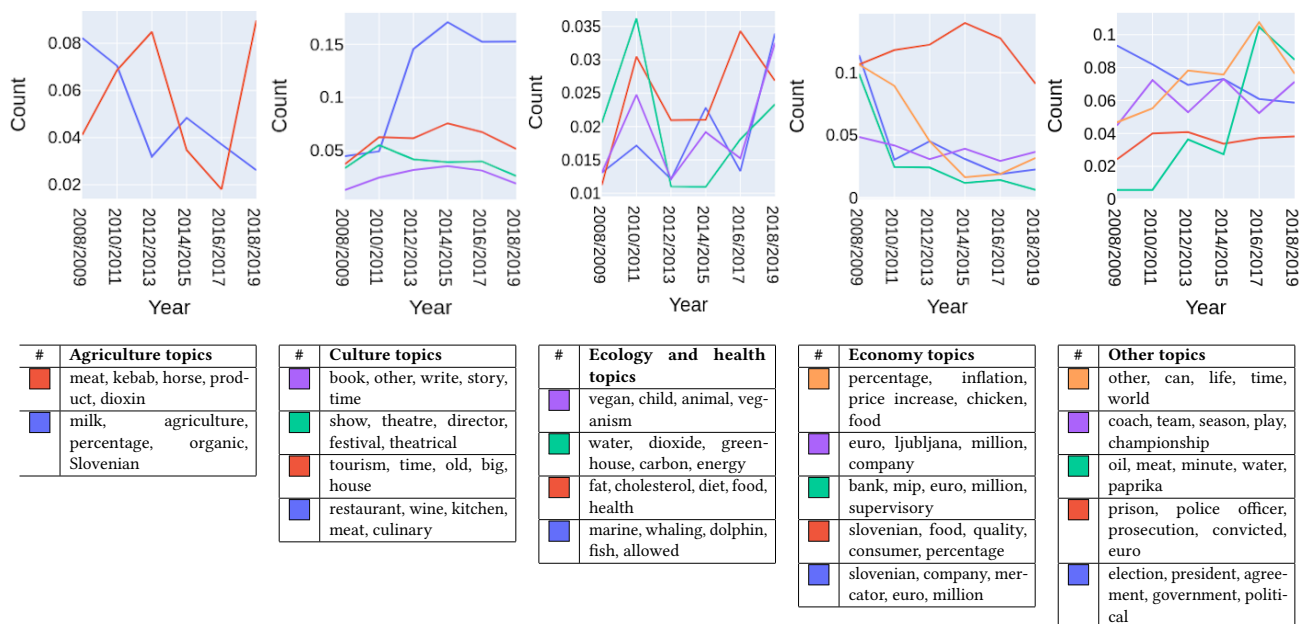 0.08
0.06
0.04
0.02
Count
2008/2009
2010/2011
2012/2013
2014/2015
2016/2017
2018/2019
Year
0.15
0.1
0.05
Count
2008/2009
2010/2011
2012/2013
2014/2015
2016/2017
2018/2019
Year
0.035
0.03
0.025
0.02
0.015
0.01
Count
2008/2009
2010/2011
2012/2013
2014/2015
2016/2017
2018/2019
Year
0.1
0.05
0
Count
2008/2009
2010/2011
2012/2013
2014/2015
2016/2017
2018/2019
Year
0.1
0.08
0.06
0.04
0.02
0
Count
2008/2009
2010/2011
2012/2013
2014/2015
2016/2017
2018/2019
Year
# Agriculture topics
meat, kebab, horse, prod-
uct, dioxin
milk, agriculture,
percentage, organic,
Slovenian
# Culture topics
book, other, write, story,
time
show, theatre, director,
festival, theatrical
tourism, time, old, big,
house
restaurant, wine, kitchen,
meat, culinary
# Ecology and health
topics
vegan, child, animal, veg-
anism
water, dioxide, green-
house, carbon, energy
fat, cholesterol, diet, food,
health
marine, whaling, dolphin,
fish, allowed
# Economy topics
percentage, inflation,
price increase, chicken,
food
euro, ljubljana, million,
company
bank, mip, euro, million,
supervisory
slovenian, food, quality,
consumer, percentage
slovenian, company, mer-
cator, euro, million
# Other topics
other, can, life, time,
world
coach, team, season, play,
championship
oil, meat, minute, water,
paprika
prison, police officer,
prosecution, convicted,
euro
election, president, agree-
ment, government, politi-
cal